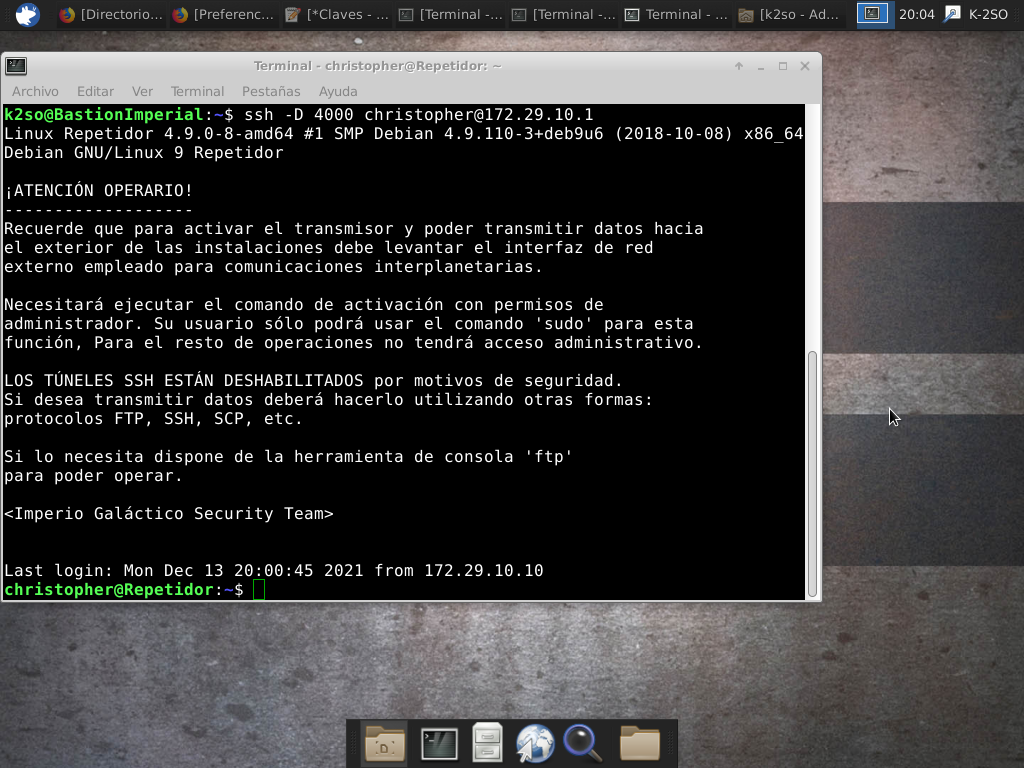 [Directorio...
[Preferenc...
[*Claves - ...
[Terminal -...
[Terminal -...
Terminal - ...
[k2so - Ad...
20:04
K-2SO
Terminal - christopher@Repetidor: ~
Archivo Editar Ver Terminal Pestañas Ayuda
k2so@BastionImperial:~$ ssh -D 4000 christopher@172.29.10.1
Linux Repetidor 4.9.0-8-amd64 #1 SMP Debian 4.9.110-3+deb9u6 (2018-10-08) x86_64
Debian GNU/Linux 9 Repetidor
¡ATENCIÓN OPERARIO!
-------------------
Recuerde que para activar el transmisor y poder transmitir datos hacia
el exterior de las instalaciones debe levantar el interfaz de red
externo empleado para comunicaciones interplanetarias.
Necesitará ejecutar el comando de activación con permisos de
administrador. Su usuario sólo podrá usar el comando 'sudo' para esta
función, Para el resto de operaciones no tendrá acceso administrativo.
LOS TÚNELES SSH ESTÁN DESHABILITADOS por motivos de seguridad.
Si desea transmitir datos deberá hacerlo utilizando otras formas:
protocolos FTP, SSH, SCP, etc.
Si lo necesita dispone de la herramienta de consola 'ftp'
para poder operar.
<Imperio Galáctico Security Team>
Last login: Mon Dec 13 20:00:45 2021 from 172.29.10.10
christopher@Repetidor:~$
D